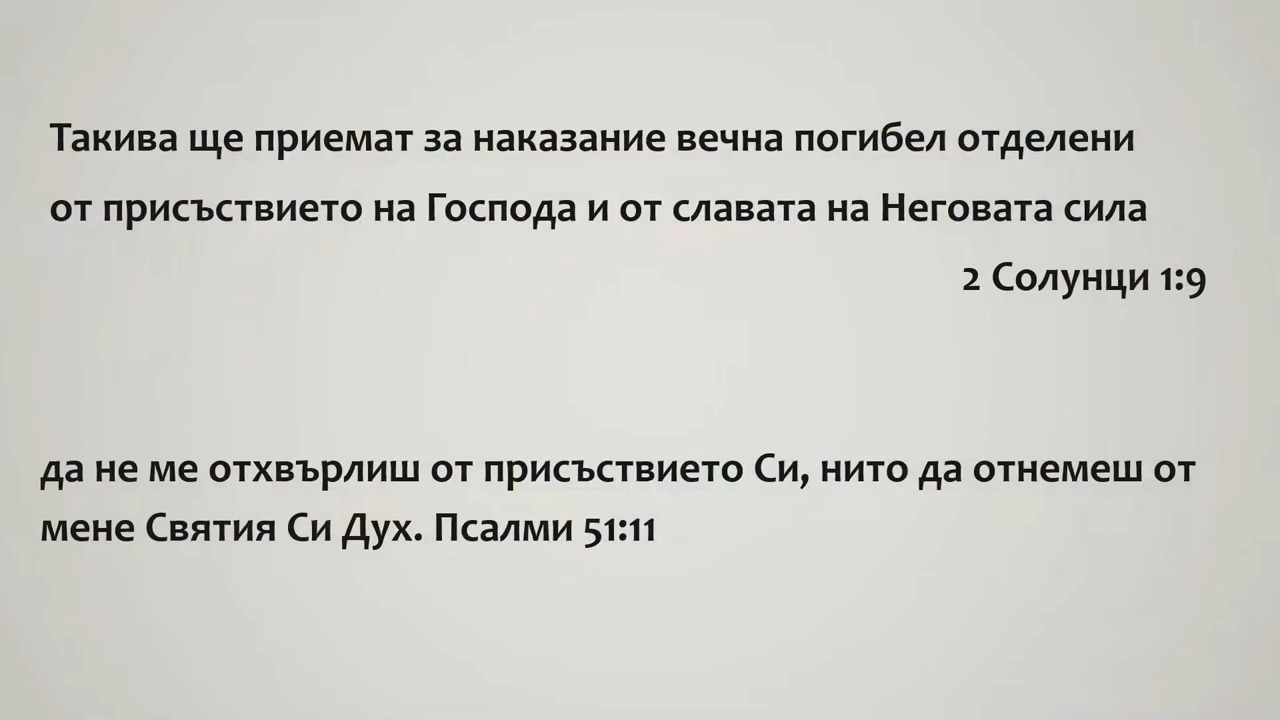 Такива ще приемат за наказание вечна погибел отделени
от присъствието на Господа и от славата на Неговата сила
2 Солунци 1:9
да не ме отхвърлиш от присъствието Си, нито да отнемеш от
мене Святия Си Дух. Псалми 51:11